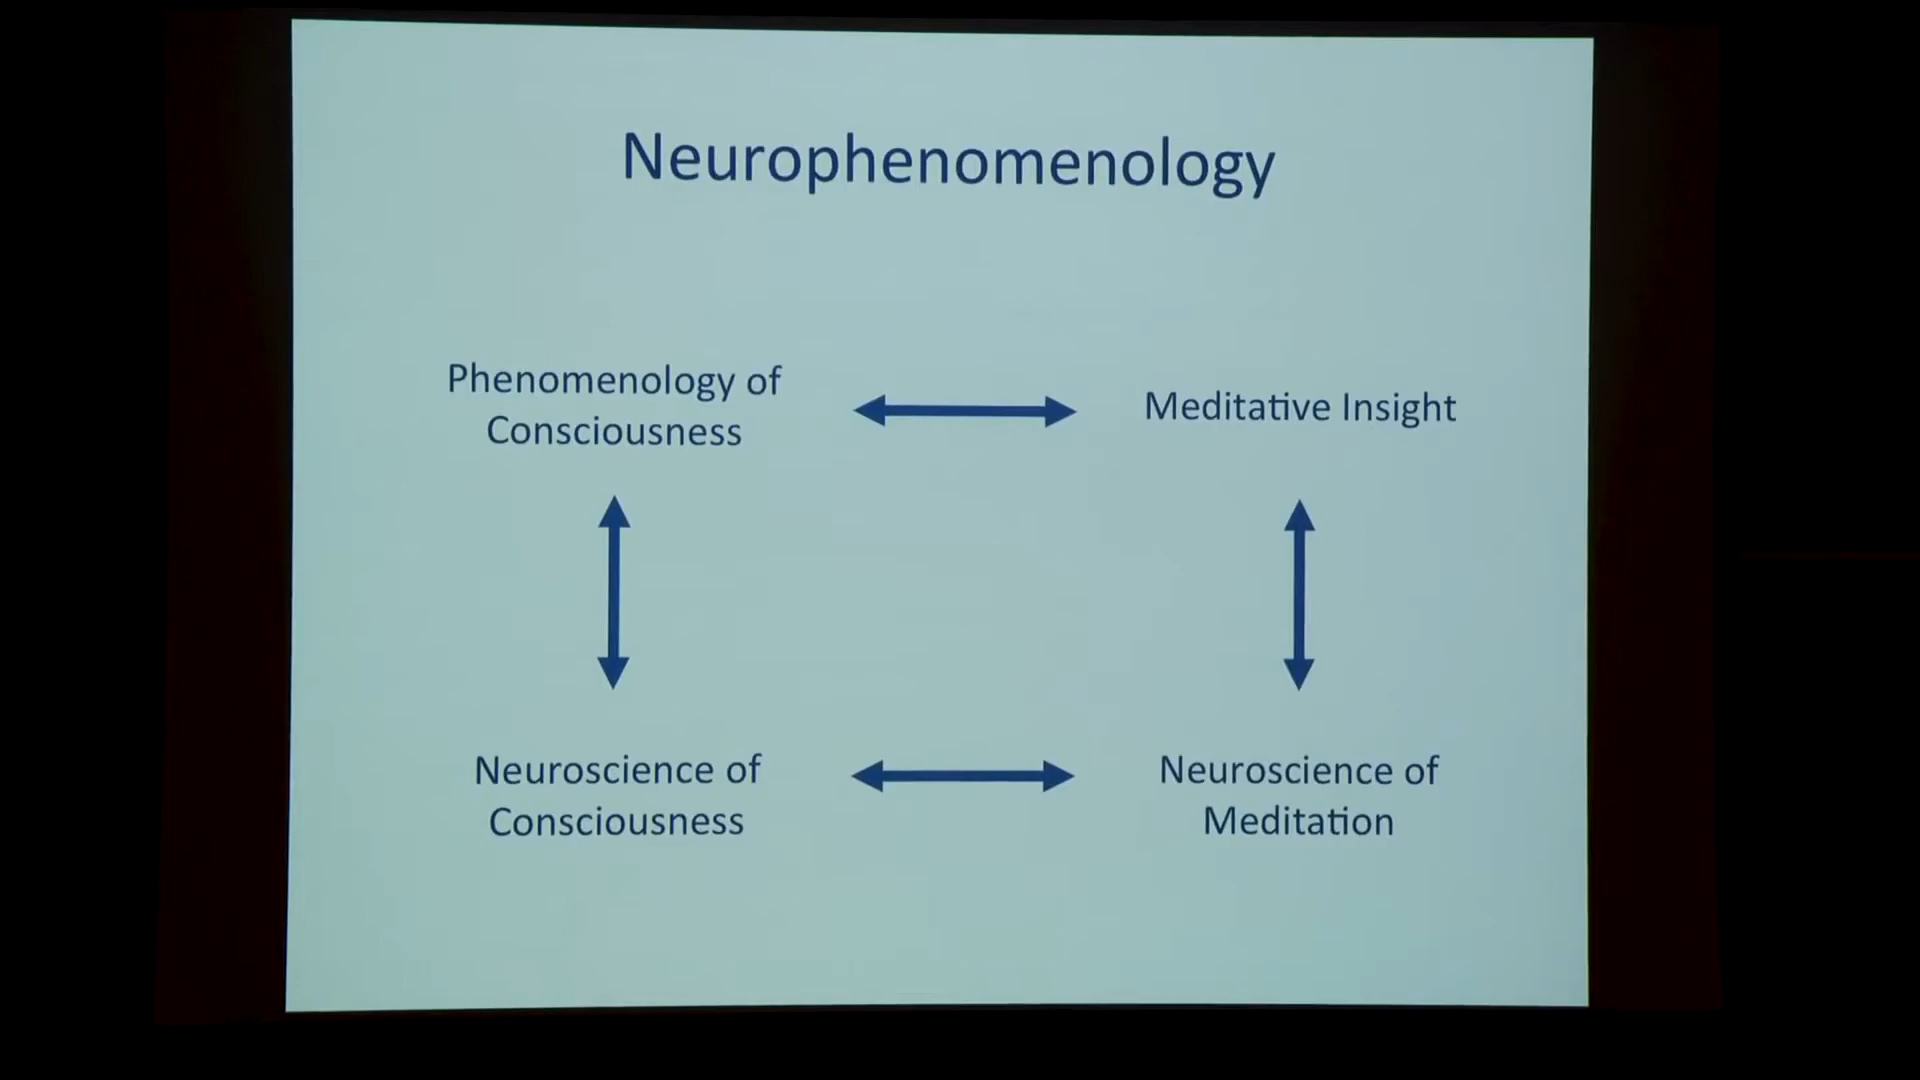 Neurophenomenology
Phenomenology of
Consciousness
Meditative Insight
Neuroscience of
Consciousness
Neuroscience of
Meditation